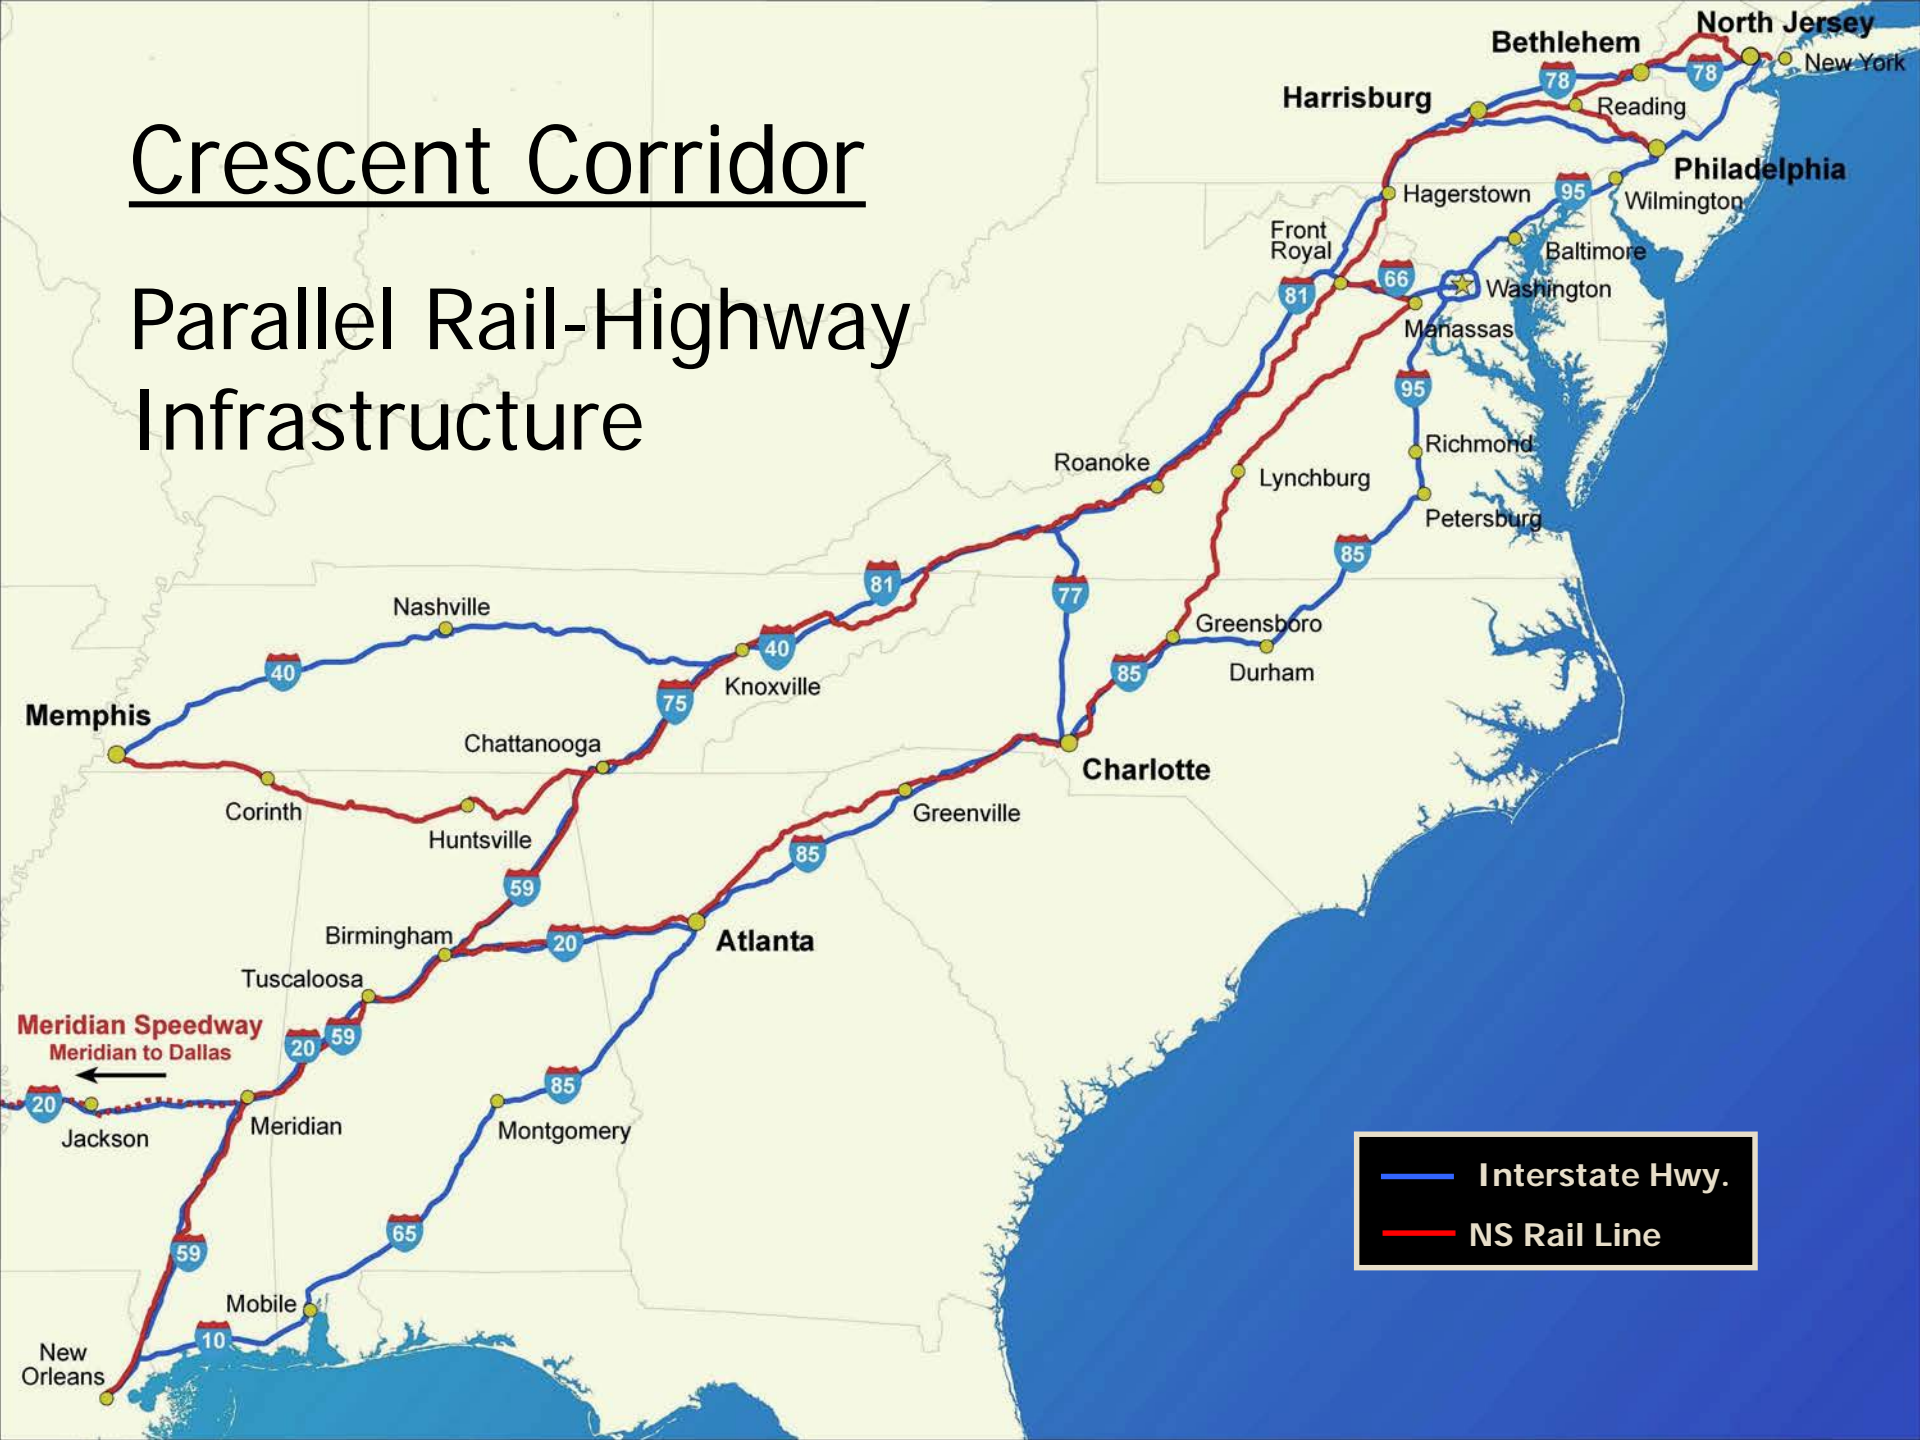 Crescent Corridor
Parallel Rail-Highway
Infrastructure
North Jersey
Bethlehem
New York
78
78
Harrisburg
Reading
Philadelphia
Hagerstown
95
Wilmington
Front
Royal
Baltimore
66
81
Washington
Manassas
95
Richmond
Roanoke
Lynchburg
Petersburg
85
81
77
Nashville
Greensboro
40
40
Durham
85
Knoxville
75
Memphis
Chattanooga
Charlotte
Corinth
Greenville
Huntsville
85
59
Birmingham
20
Atlanta
Tuscaloosa
Meridian Speedway
Meridian to Dallas
20
59
85
20
Jackson
Meridian
Montgomery
Interstate Hwy.
NS Rail Line
65
59
Mobile
10
New
Orleans